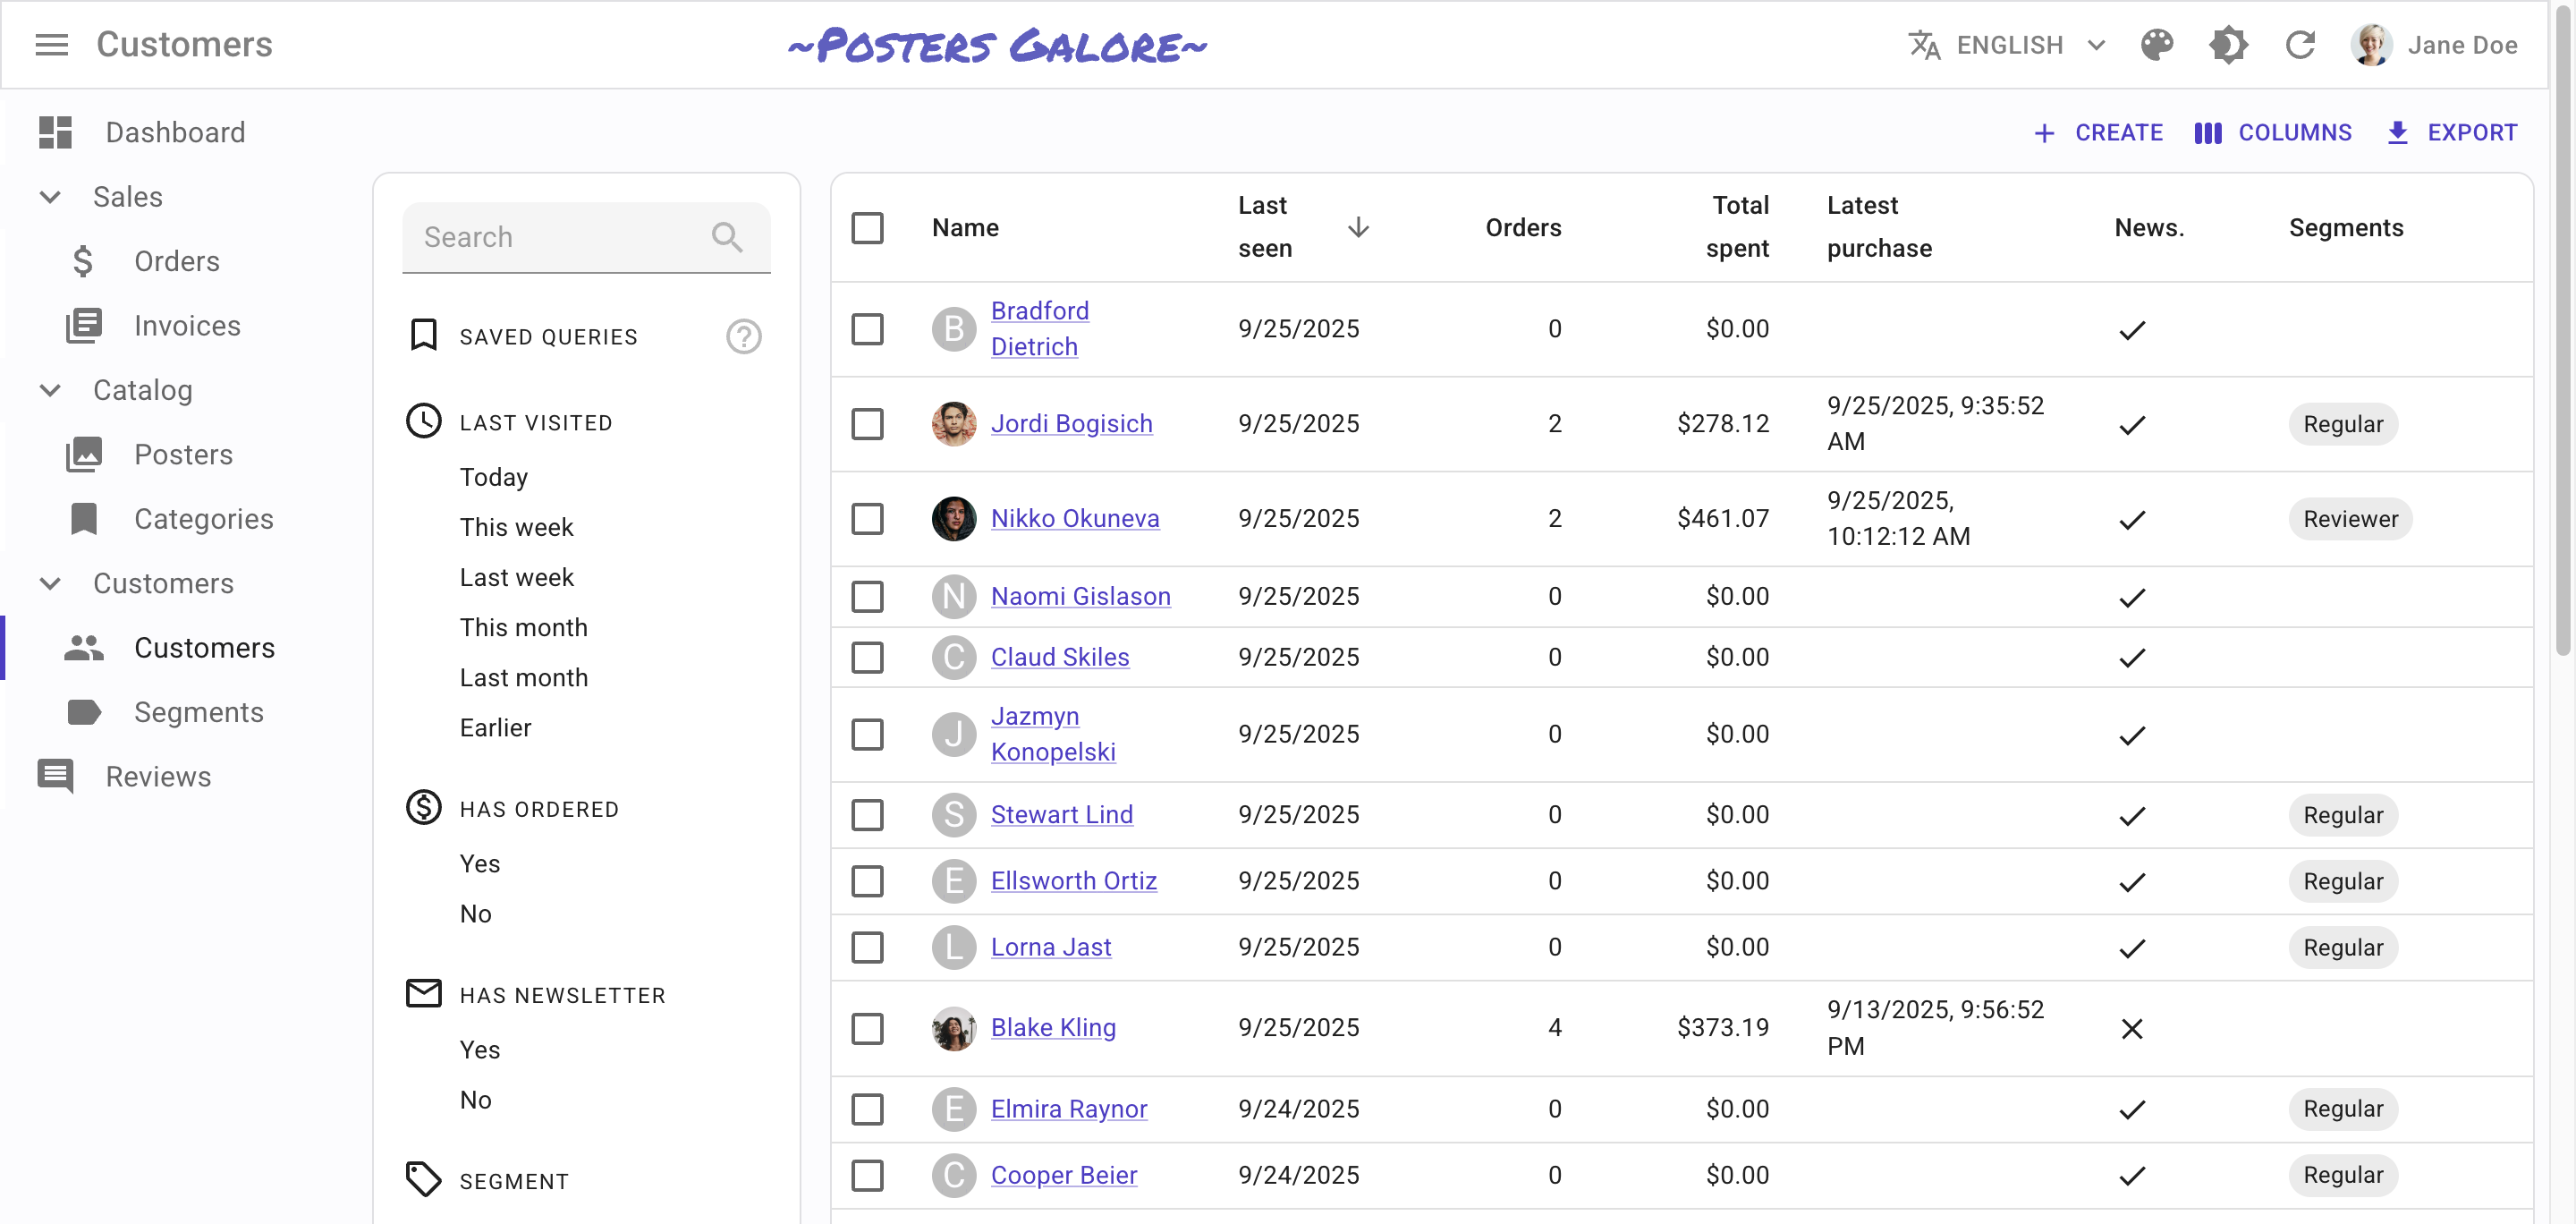 Customers
~Posters Galore~
ENGLISH
Jane Doe
Dashboard
Sales
Orders
Invoices
Catalog
Posters
Categories
Customers
Customers
Segments
Reviews
CREATE
COLUMNS
EXPORT
Search
SAVED QUERIES
?
LAST VISITED
Today
This week
Last week
This month
Last month
Earlier
HAS ORDERED
Yes
No
HAS NEWSLETTER
Yes
No
SEGMENT
Name
Last
seen
Orders
Total
spent
Latest
purchase
News.
Segments
B
Bradford
Dietrich
9/25/2025
0
$0.00
Jordi Bogisich
9/25/2025
2
$278.12
9/25/2025, 9:35:52
AM
Regular
Nikko Okuneva
9/25/2025
2
$461.07
9/25/2025,
10:12:12 AM
Reviewer
N
Naomi Gislason
9/25/2025
0
$0.00
C
Claud Skiles
9/25/2025
0
$0.00
J
Jazmyn
Konopelski
9/25/2025
0
$0.00
S
Stewart Lind
9/25/2025
0
$0.00
Regular
E
Ellsworth Ortiz
9/25/2025
0
$0.00
Regular
L
Lorna Jast
9/25/2025
0
$0.00
Regular
Blake Kling
9/25/2025
4
$373.19
9/13/2025, 9:56:52
PM
E
Elmira Raynor
9/24/2025
0
$0.00
Regular
C
Cooper Beier
9/24/2025
0
$0.00
Regular